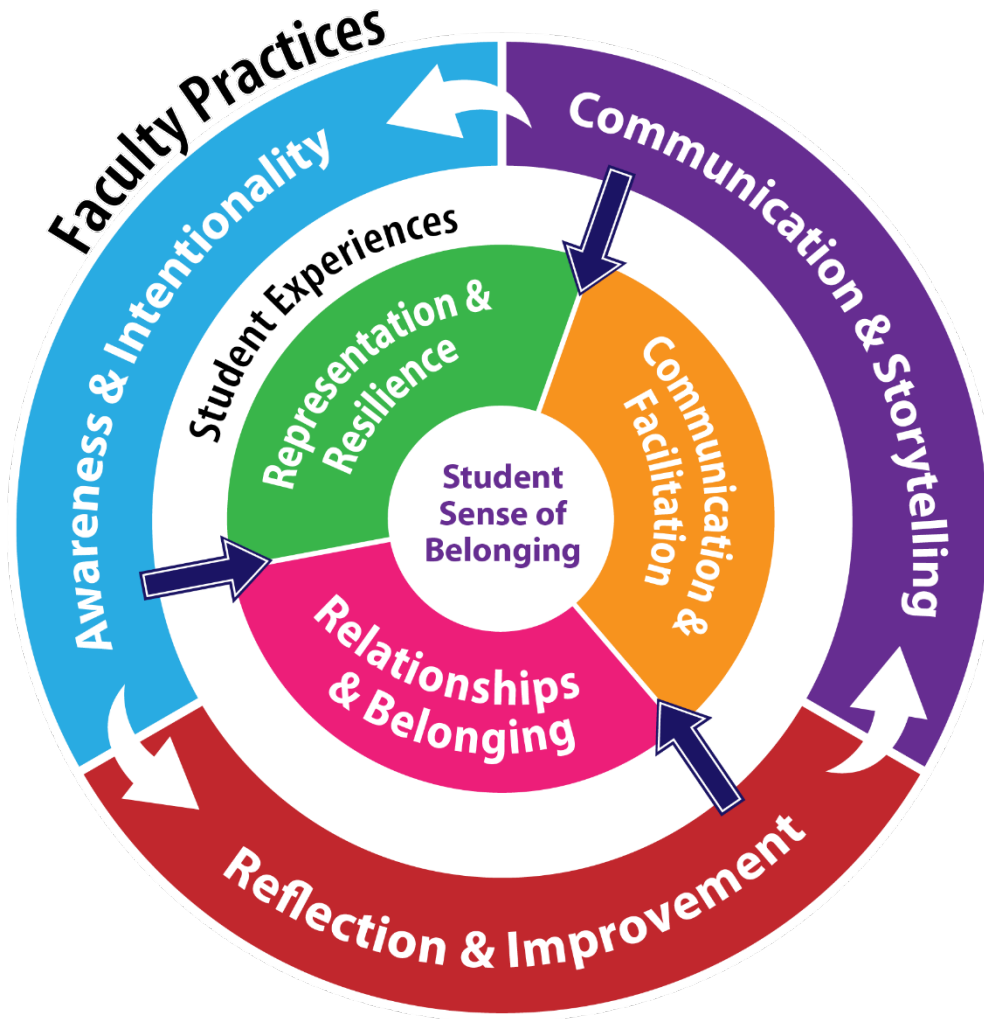 Faculty Practices
Awareness & Intentionality
Communication & Storytelling
Reflection & Improvement
Student Experiences
Representation &
Resilience
Communication &
Facilitation
Relationships
& Belonging
Student
Sense of
Belonging